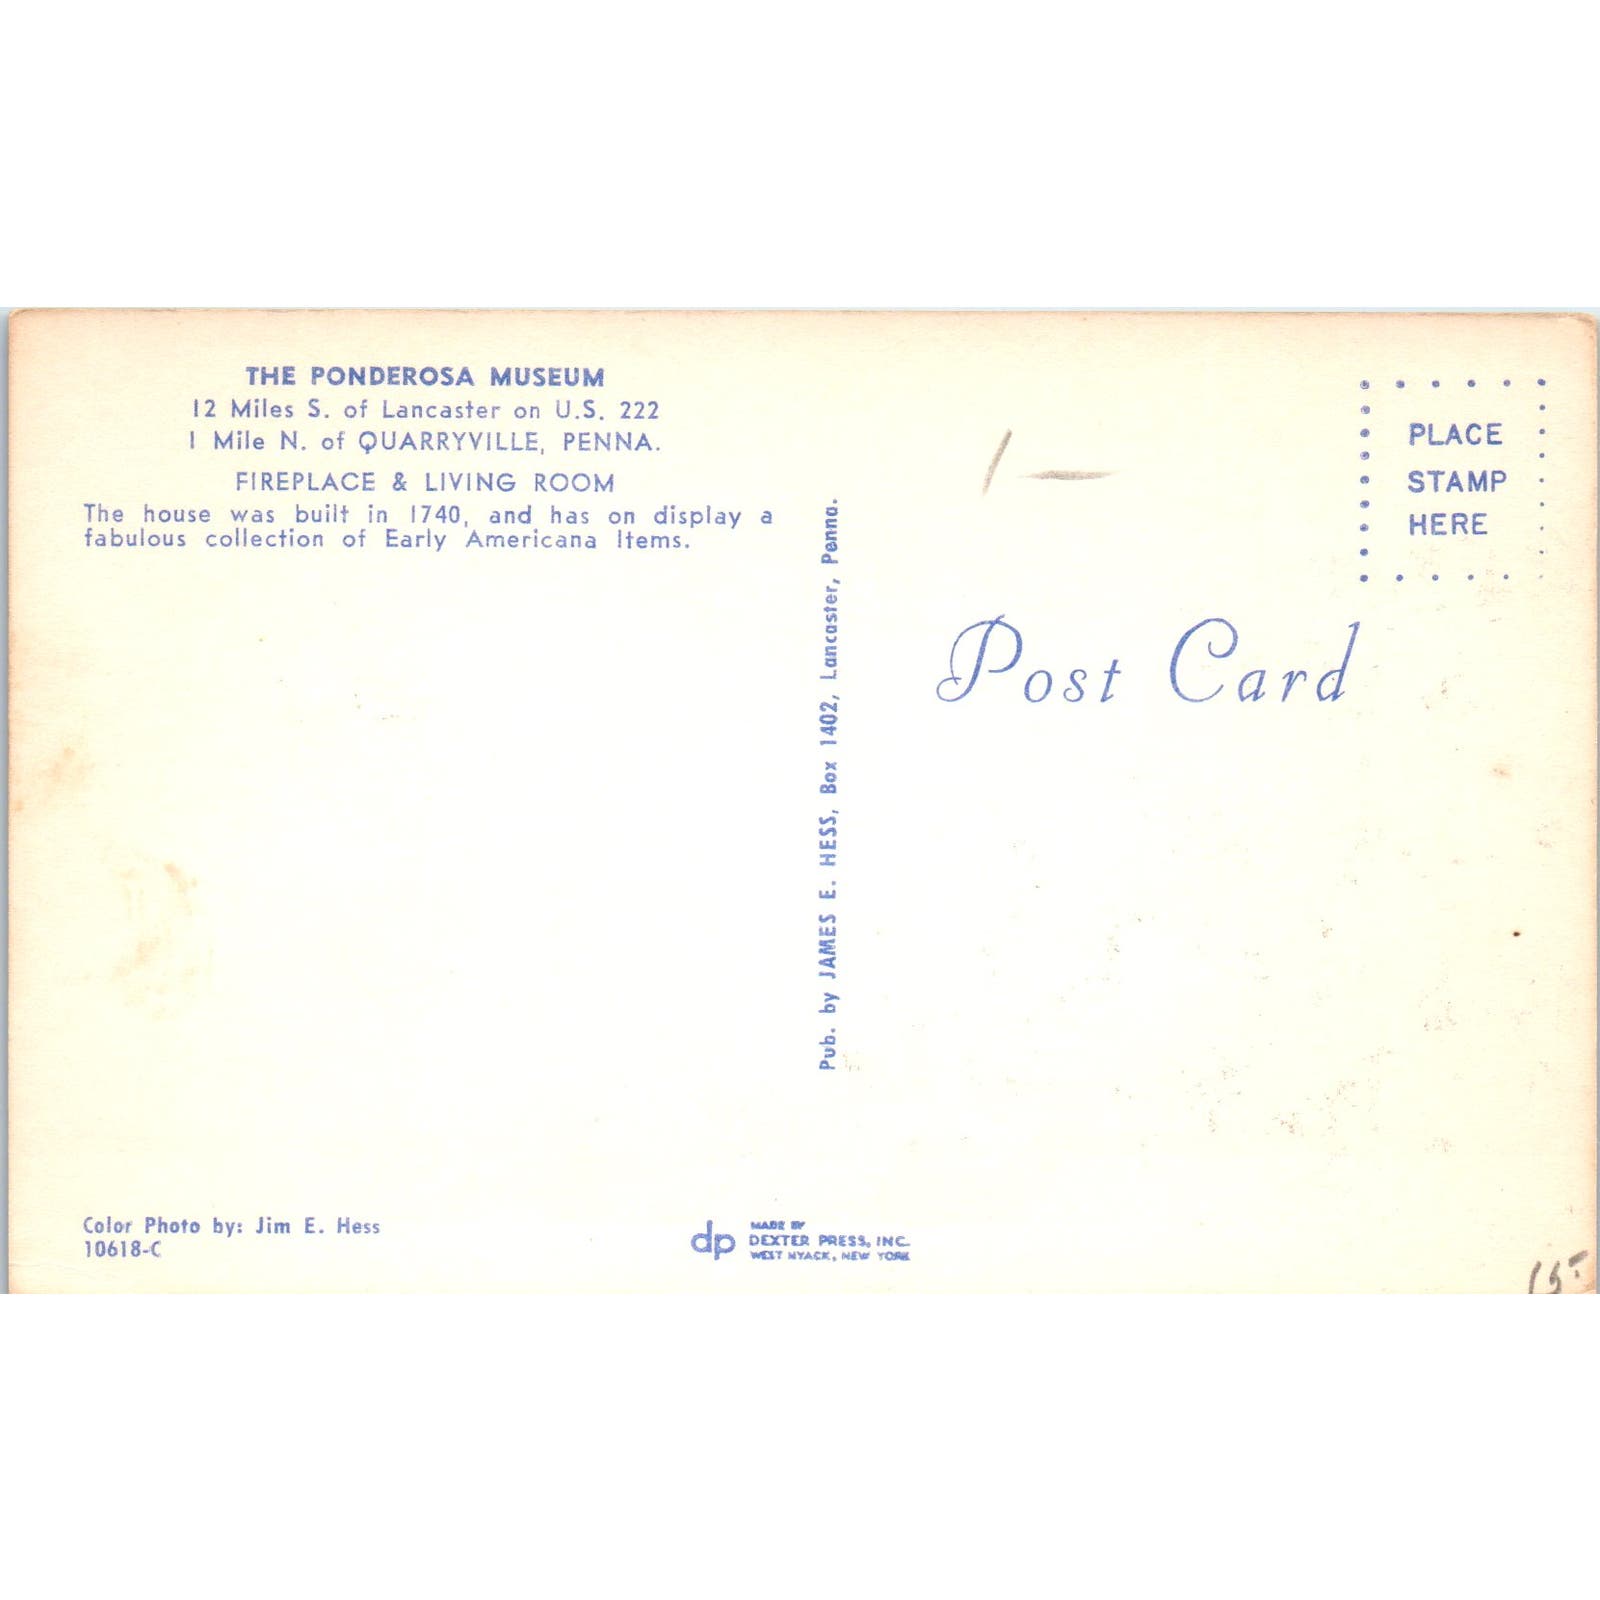 THE PONDEROSA MUSEUM
12 Miles S. of Lancaster on U.S. 222
1 Mile N. of QUARRYVILLE, PENNA.
FIREPLACE & LIVING ROOM
The house was built in 1740, and has on display a
fabulous collection of Early Americana Items.
Color Photo by: Jim E. Hess
10618-C
Pub. by JAMES E. HESS, Box 1402, Lancaster, Penna.
dp
MADE BY
DEXTER PRESS, INC.
WEST NYACK, NEW YORK
1 -
PLACE
STAMP
HERE
Post Card